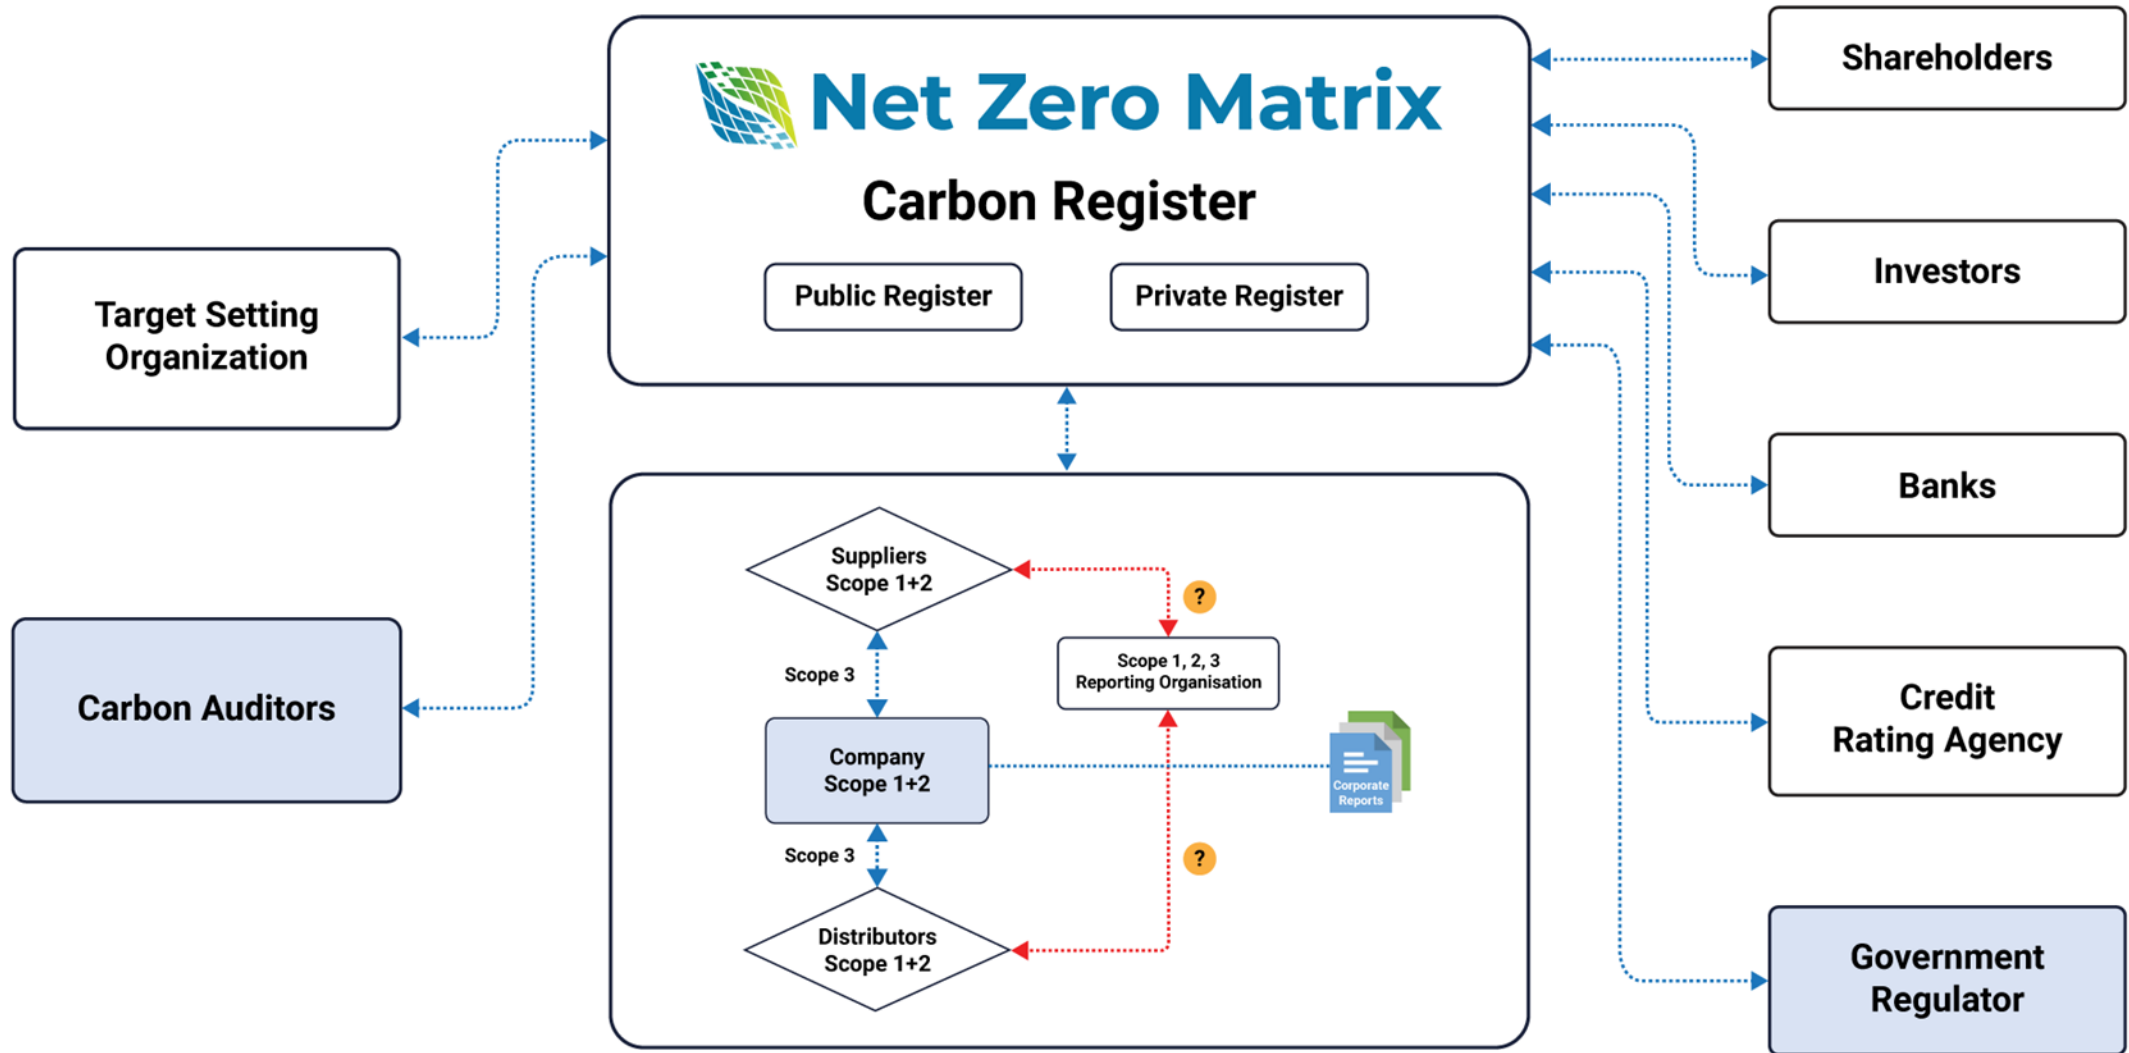 Net Zero Matrix
Carbon Register
Public Register
Private Register
Target Setting
Organization
Carbon Auditors
Shareholders
Investors
Banks
Credit
Rating Agency
Government
Regulator
Suppliers
Scope 1+2
?
Scope 3
Scope 1, 2, 3
Reporting Organisation
Company
Scope 1+2
Corporate
Reports
Scope 3
?
Distributors
Scope 1+2